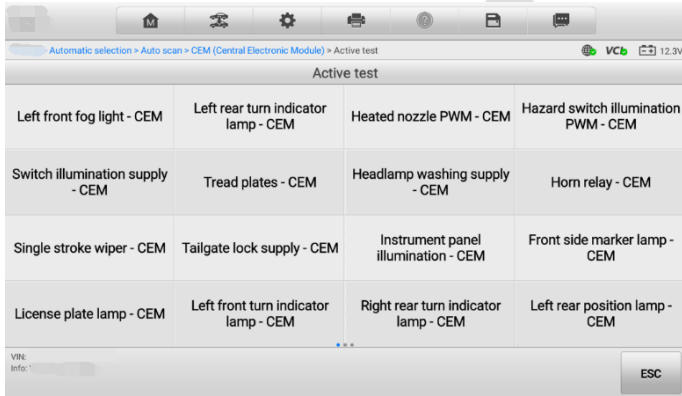 Automatic selection > Auto scan > CEM (Central Electronic Module) > Active test
VCb
12.3V
Active test
Left front fog light - CEM
Left rear turn indicator
lamp - CEM
Heated nozzle PWM - CEM
Hazard switch illumination
PWM - CEM
Switch illumination supply
- CEM
Tread plates - CEM
Headlamp washing supply
- CEM
Horn relay - CEM
Single stroke wiper - CEM
Tailgate lock supply - CEM
Instrument panel
illumination - CEM
Front side marker lamp -
CEM
License plate lamp - CEM
Left front turn indicator
lamp - CEM
Right rear turn indicator
lamp - CEM
Left rear position lamp -
CEM
VIN:
Info:
ESC